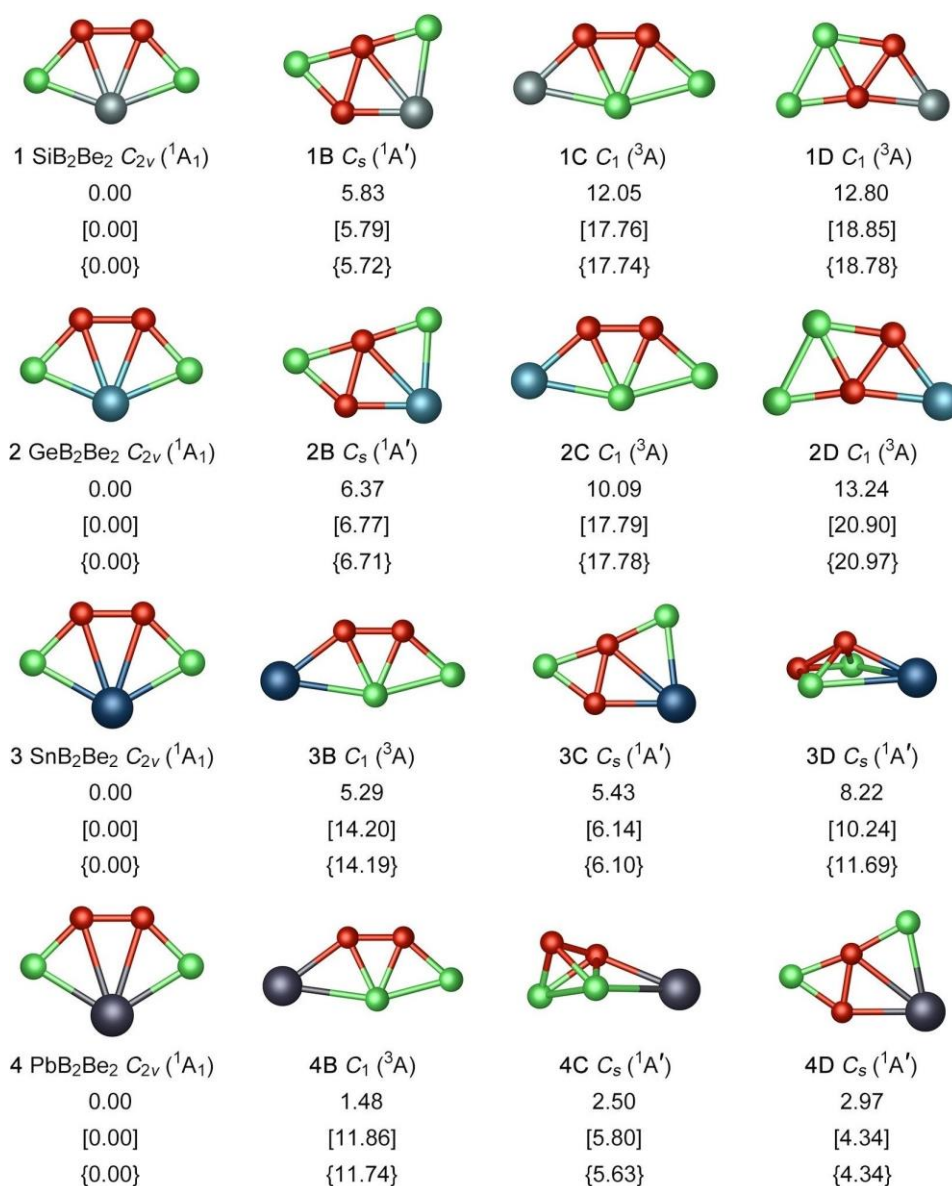 1 SiB₂Be₂ C₂ᵥ (¹A₁) 1B Cₛ (¹A′) 1C C₁ (³A) 1D C₁ (³A)
0.00 5.83 12.05 12.80
[0.00] [5.79] [17.76] [18.85]
{0.00} {5.72} {17.74} {18.78}
2 GeB₂Be₂ C₂ᵥ (¹A₁) 2B Cₛ (¹A′) 2C C₁ (³A) 2D C₁ (³A)
0.00 6.37 10.09 13.24
[0.00] [6.77] [17.79] [20.90]
{0.00} {6.71} {17.78} {20.97}
3 SnB₂Be₂ C₂ᵥ (¹A₁) 3B C₁ (³A) 3C Cₛ (¹A′) 3D Cₛ (¹A′)
0.00 5.29 5.43 8.22
[0.00] [14.20] [6.14] [10.24]
{0.00} {14.19} {6.10} {11.69}
4 PbB₂Be₂ C₂ᵥ (¹A₁) 4B C₁ (³A) 4C Cₛ (¹A′) 4D Cₛ (¹A′)
0.00 1.48 2.50 2.97
[0.00] [11.86] [5.80] [4.34]
{0.00} {11.74} {5.63} {4.34}